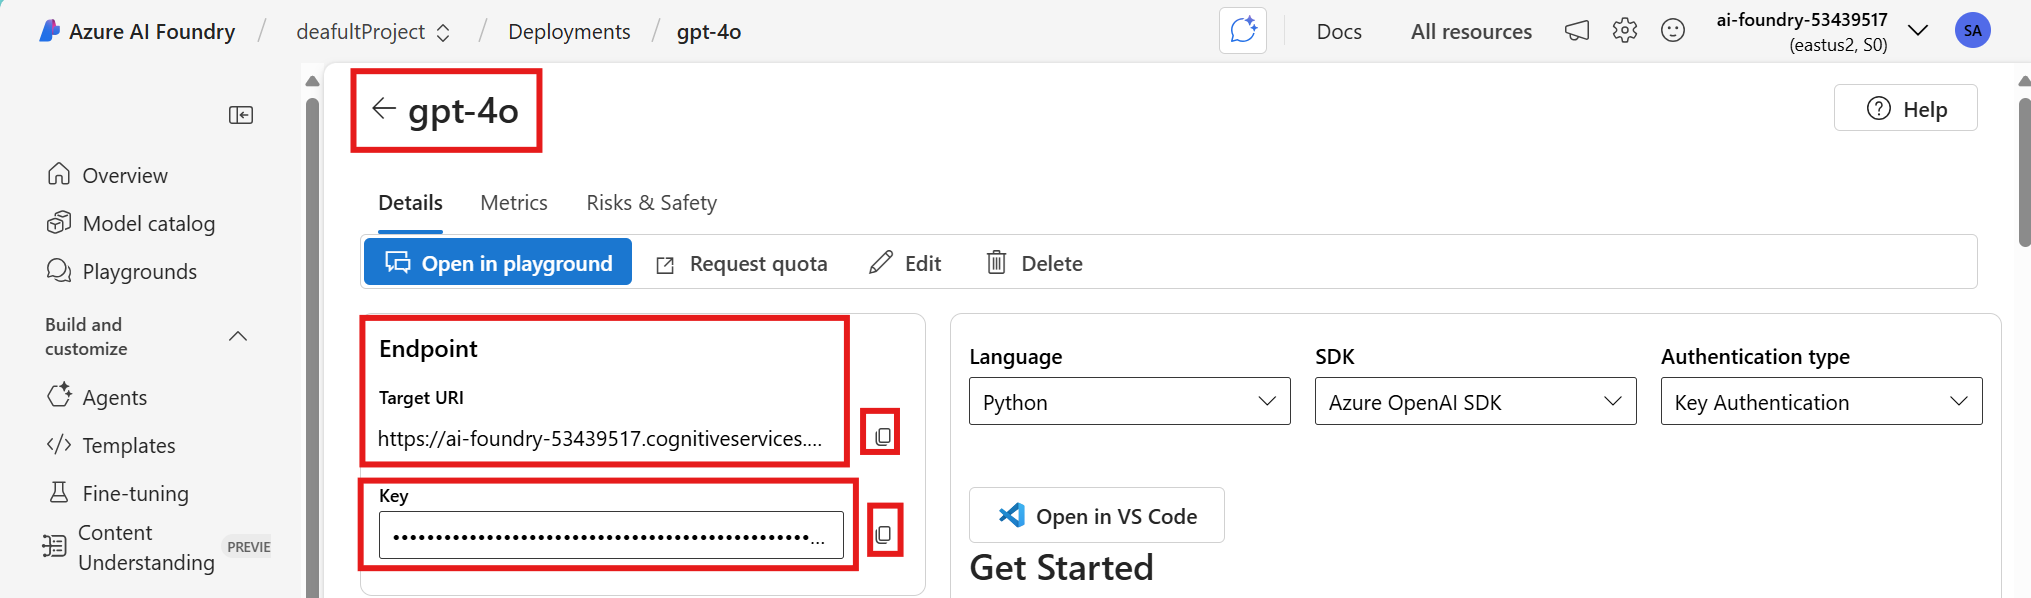 Azure AI Foundry / deafultProject / Deployments / gpt-4o
Docs
All resources
ai-foundry-53439517
(eastus2, S0)
SA
gpt-4o
Help
Overview
Model catalog
Playgrounds
Build and
customize
Agents
Templates
Fine-tuning
Content
Understanding
PREVIE
Details
Metrics
Risks & Safety
Open in playground
Request quota
Edit
Delete
Endpoint
Target URI
https://ai-foundry-53439517.cognitiveservices....
Key
••••••••••••••••••••••••••••••••••••••••••••••••...
Language
Python
SDK
Azure OpenAI SDK
Authentication type
Key Authentication
Open in VS Code
Get Started